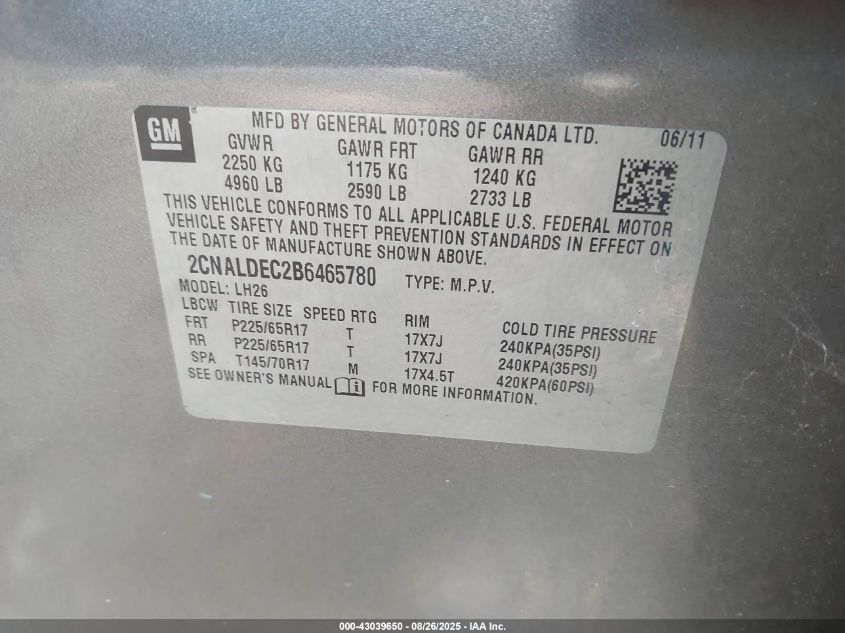 GM
MFD BY GENERAL MOTORS OF CANADA LTD. 06/11
GVWR GAWR FRT GAWR RR
2250 KG 1175 KG 1240 KG
4960 LB 2590 LB 2733 LB
THIS VEHICLE CONFORMS TO ALL APPLICABLE U.S. FEDERAL MOTOR
VEHICLE SAFETY AND THEFT PREVENTION STANDARDS IN EFFECT ON
THE DATE OF MANUFACTURE SHOWN ABOVE.
2CNALDEC2B6465780 TYPE: M.P.V.
MODEL: LH26
LBCW TIRE SIZE SPEED RTG RIM COLD TIRE PRESSURE
FRT P225/65R17 T 17X7J 240KPA(35PSI)
RR P225/65R17 T 17X7J 240KPA(35PSI)
SPA T145/70R17 M 17X4.5T 420KPA(60PSI)
SEE OWNER'S MANUAL FOR MORE INFORMATION.
000-43039650 - 08/26/2025 - IAA Inc.